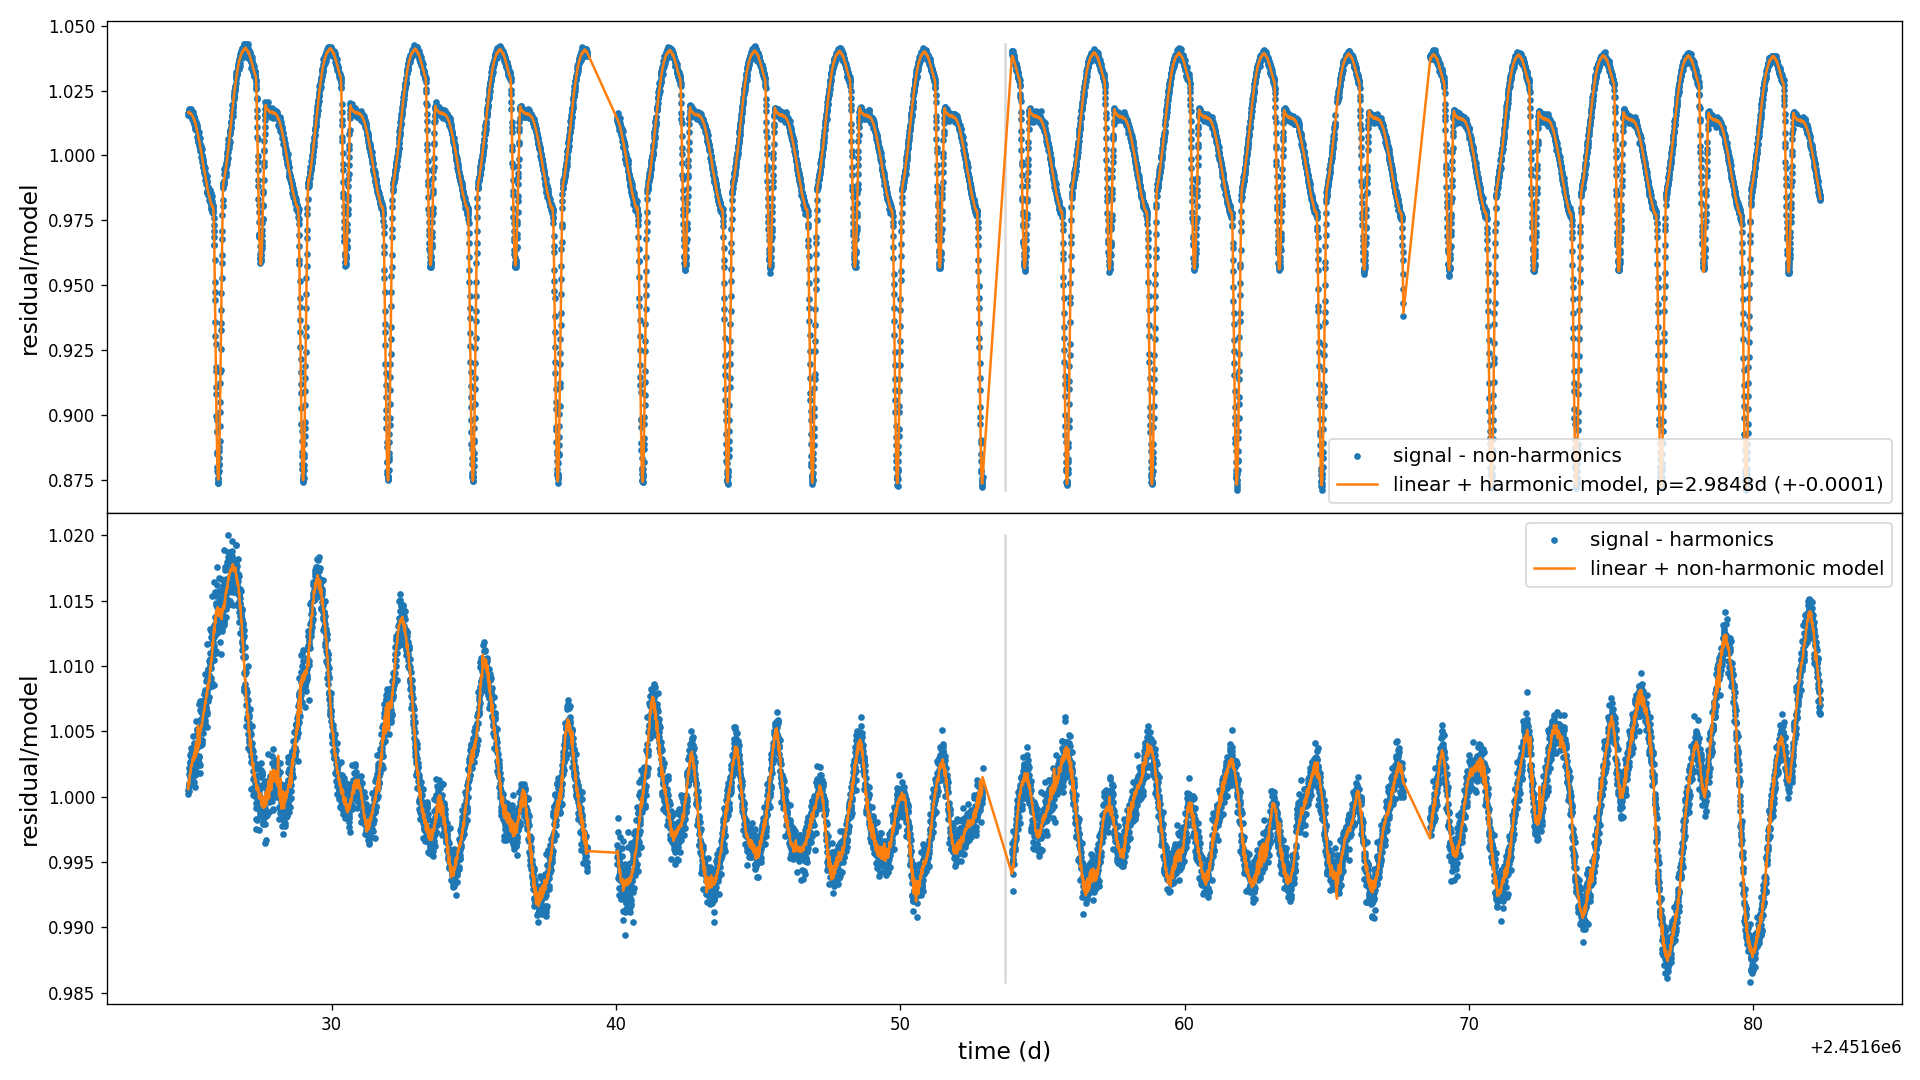 1.050
1.025
1.000
0.975
0.950
0.925
0.900
0.875
residual/model
signal - non-harmonics
linear + harmonic model, p=2.9848d (+-0.0001)
1.020
1.015
1.010
1.005
1.000
0.995
0.990
0.985
residual/model
signal - harmonics
linear + non-harmonic model
30
40
50
60
70
80
time (d)
+2.4516e6